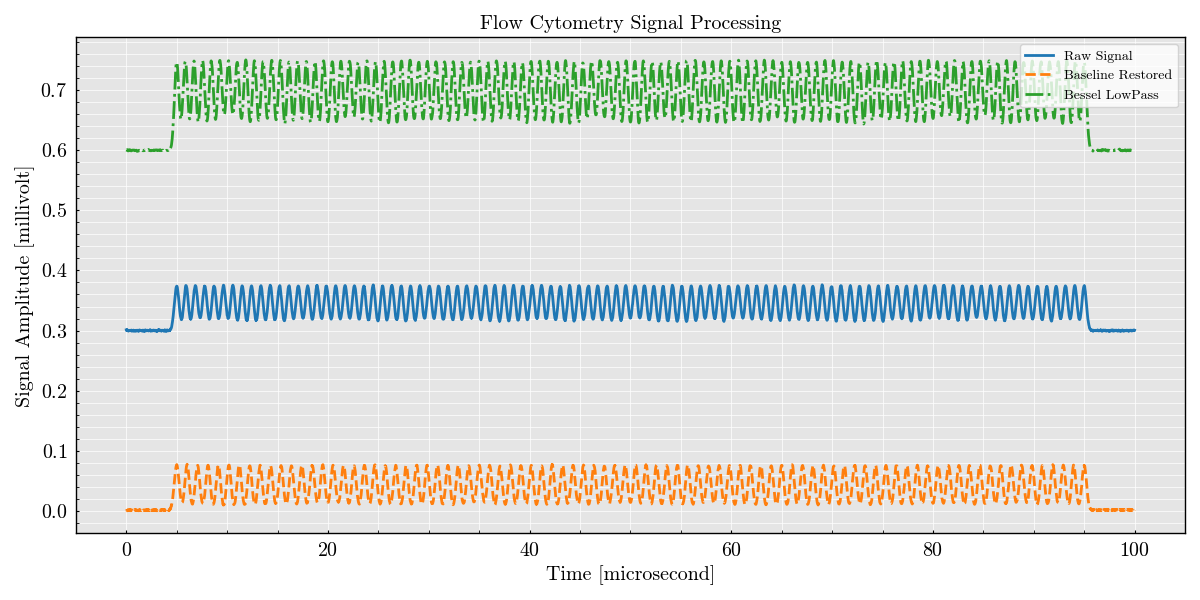 Flow Cytometry Signal Processing
Raw Signal
Baseline Restored
Bessel LowPass
Signal Amplitude [millivolt]
0.7
0.6
0.5
0.4
0.3
0.2
0.1
0.0
0 20 40 60 80 100
Time [microsecond]